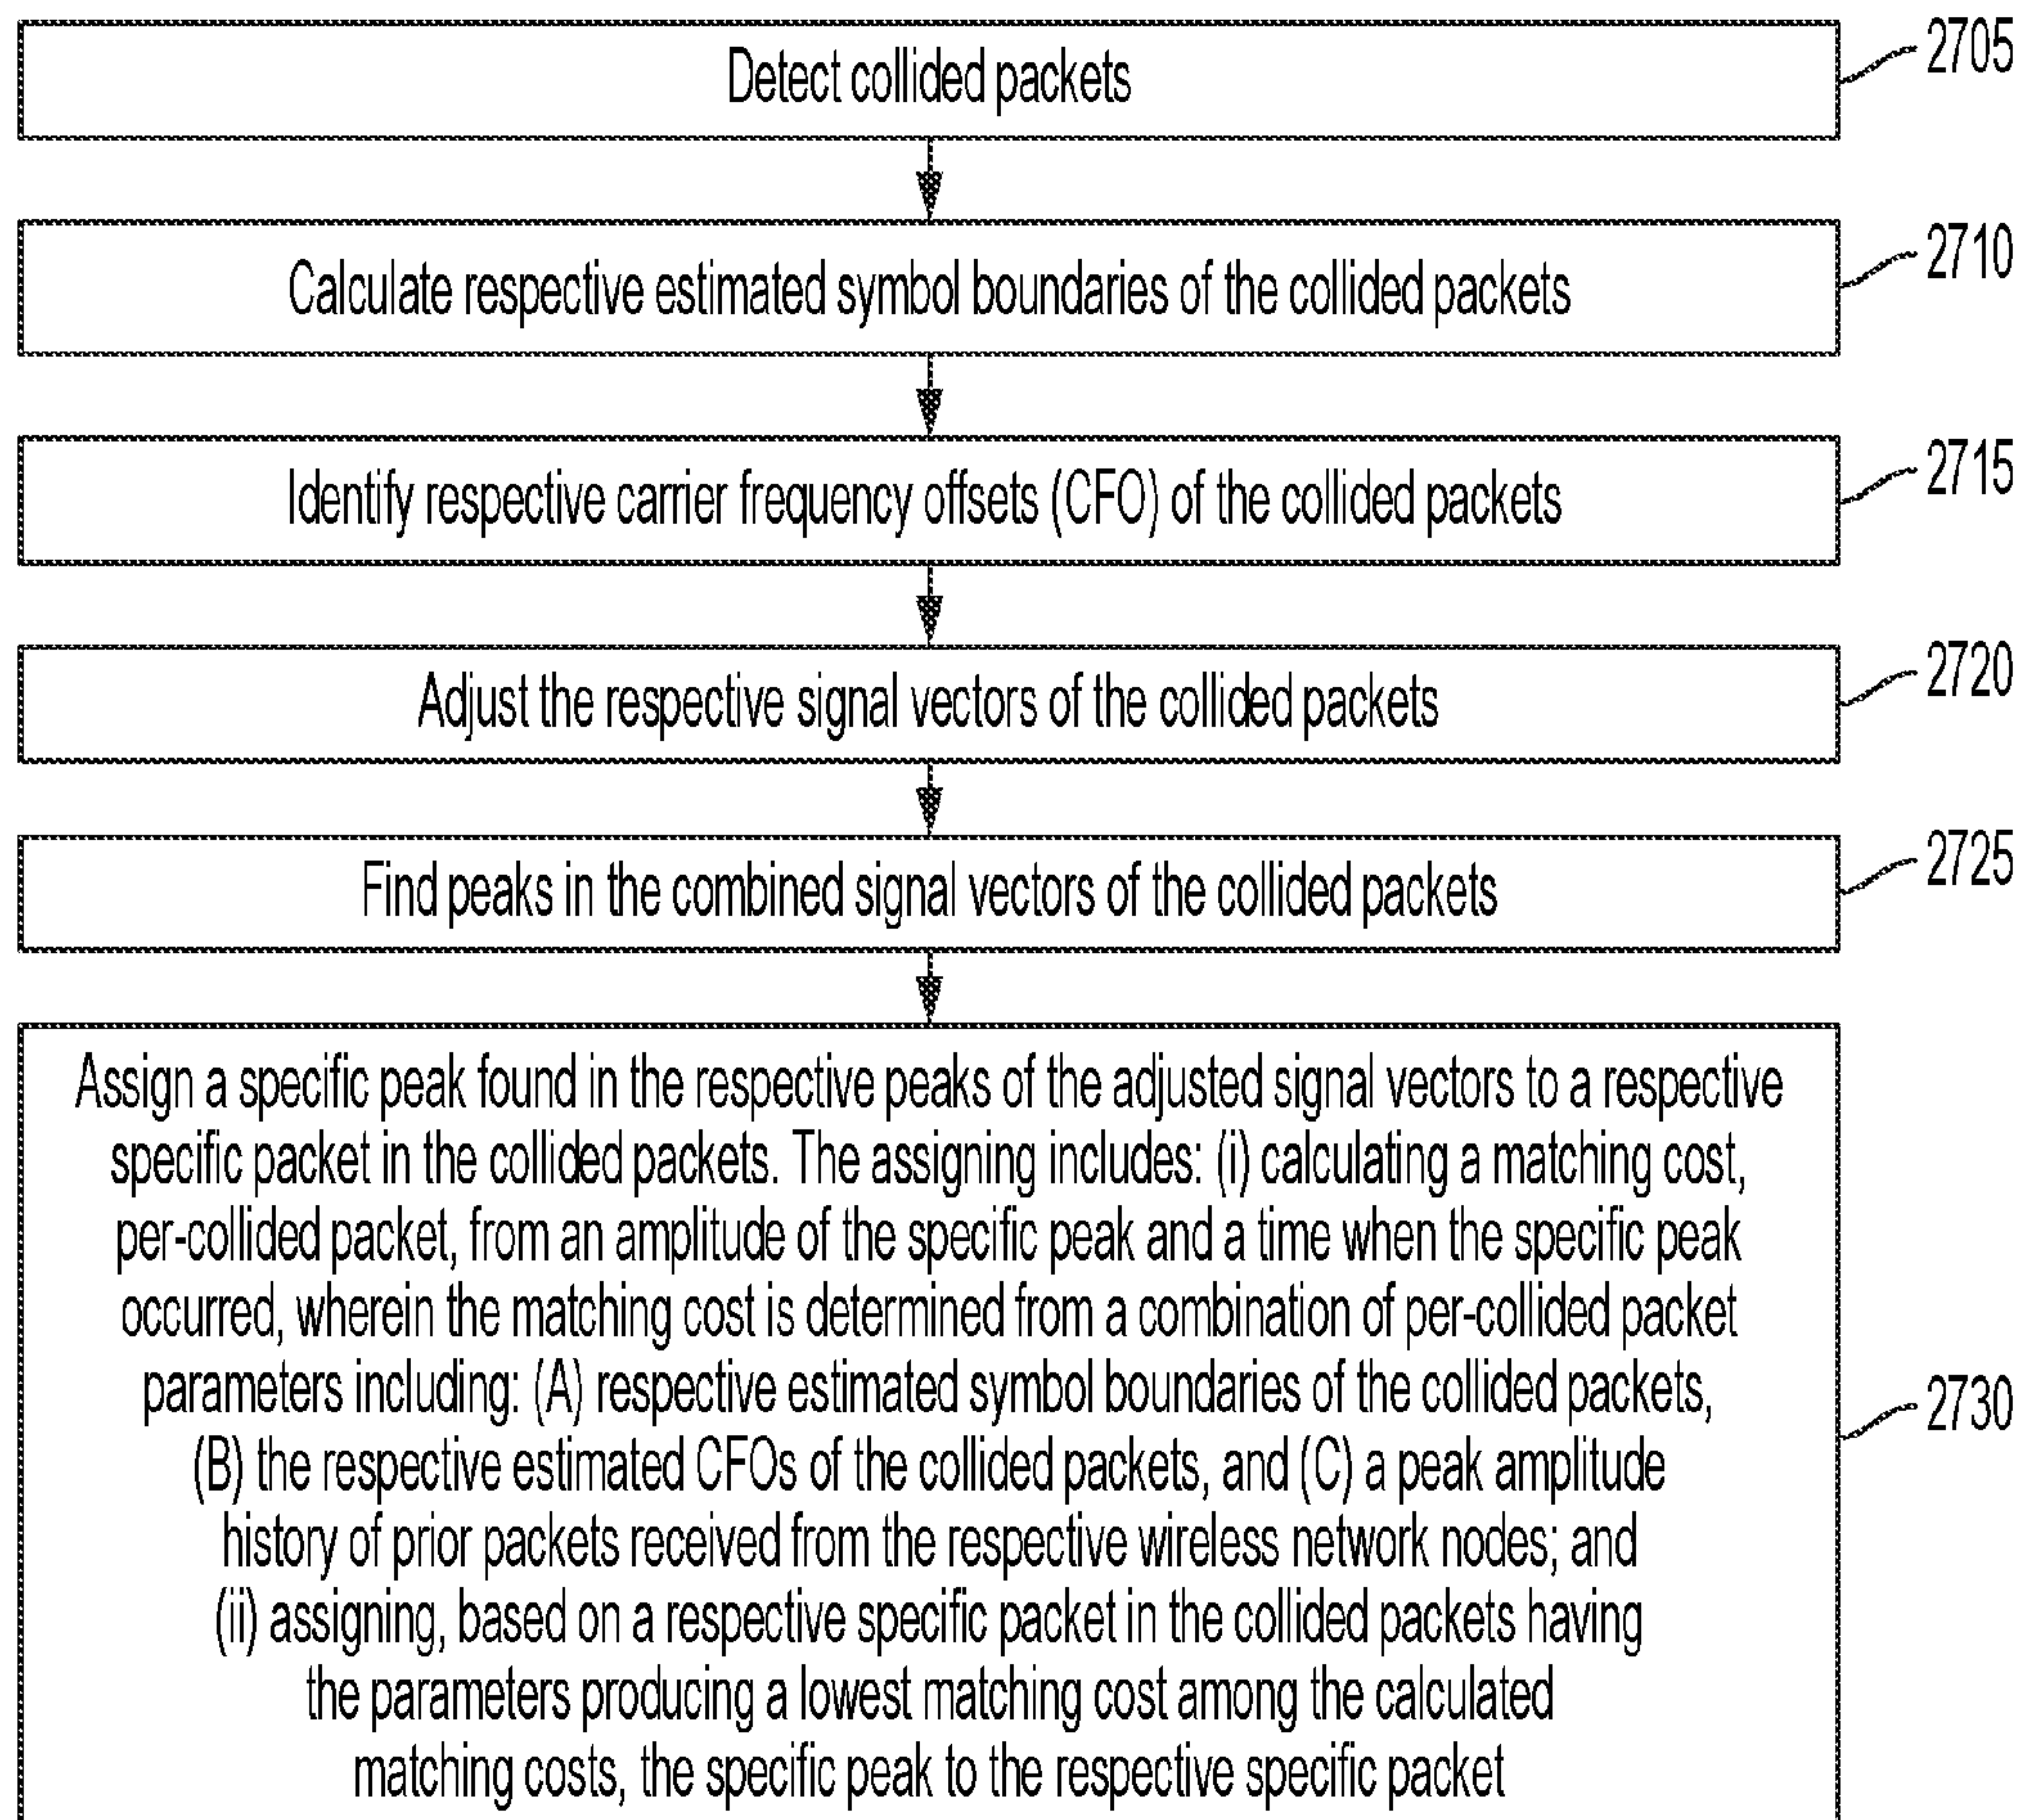 Detect collided packets
2705
Calculate respective estimated symbol boundaries of the collided packets
2710
Identify respective carrier frequency offsets (CFO) of the collided packets
2715
Adjust the respective signal vectors of the collided packets
2720
Find peaks in the combined signal vectors of the collided packets
2725
Assign a specific peak found in the respective peaks of the adjusted signal vectors to a respective
specific packet in the collided packets. The assigning includes: (i) calculating a matching cost,
per-collided packet, from an amplitude of the specific peak and a time when the specific peak
occurred, wherein the matching cost is determined from a combination of per-collided packet
parameters including: (A) respective estimated symbol boundaries of the collided packets,
(B) the respective estimated CFOs of the collided packets, and (C) a peak amplitude
history of prior packets received from the respective wireless network nodes; and
(ii) assigning, based on a respective specific packet in the collided packets having
the parameters producing a lowest matching cost among the calculated
matching costs, the specific peak to the respective specific packet
2730